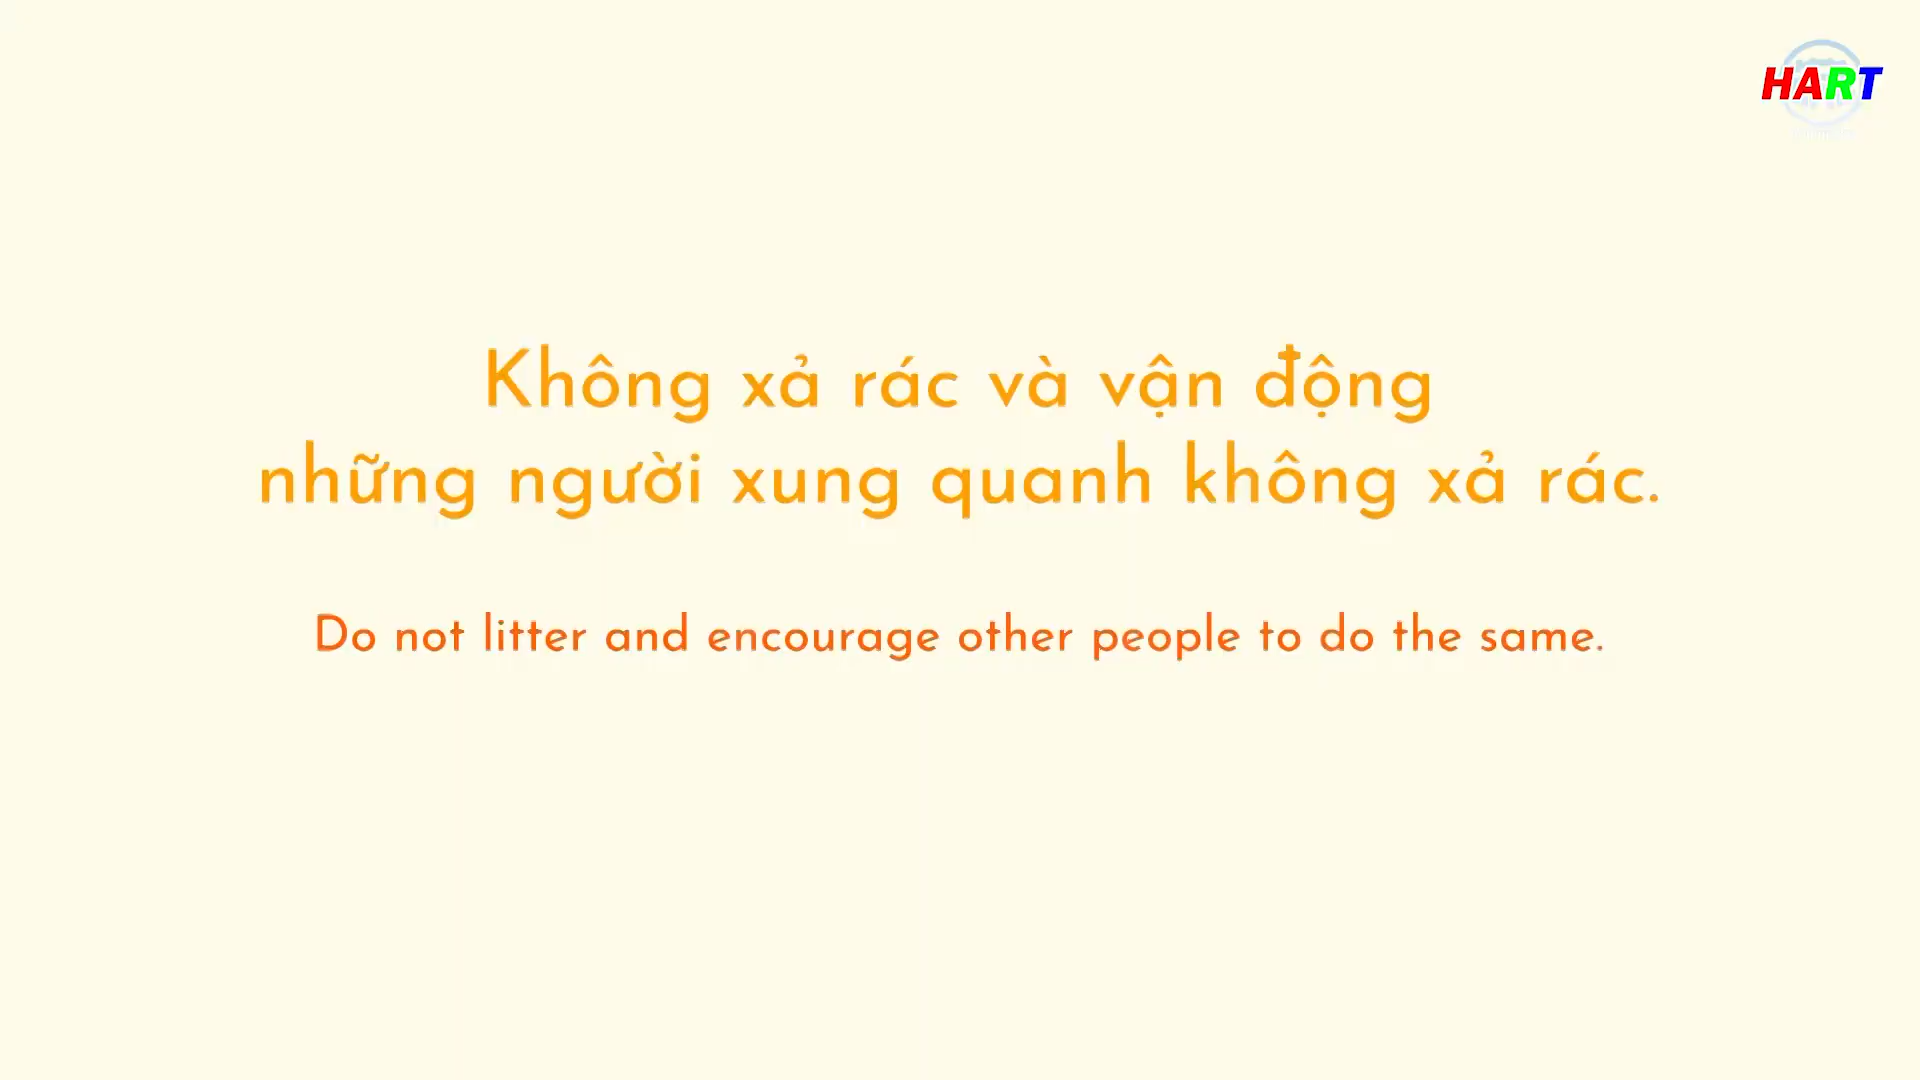 HART
Không xả rác và vận động
những người xung quanh không xả rác.
Do not litter and encourage other people to do the same.